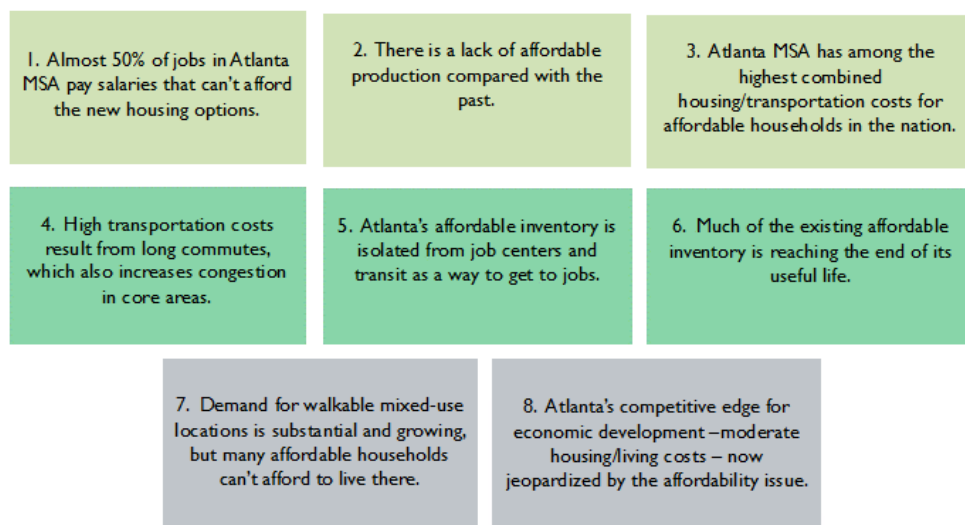 1. Almost 50% of jobs in Atlanta
MSA pay salaries that can't afford
the new housing options.
2. There is a lack of affordable
production compared with the
past.
3. Atlanta MSA has among the
highest combined
housing/transportation costs for
affordable households in the nation.
4. High transportation costs
result from long commutes,
which also increases congestion
in core areas.
5. Atlanta's affordable inventory is
isolated from job centers and
transit as a way to get to jobs.
6. Much of the existing affordable
inventory is reaching the end of its
useful life.
7. Demand for walkable mixed-use
locations is substantial and growing,
but many affordable households
can't afford to live there.
8. Atlanta's competitive edge for
economic development –moderate
housing/living costs – now
jeopardized by the affordability issue.